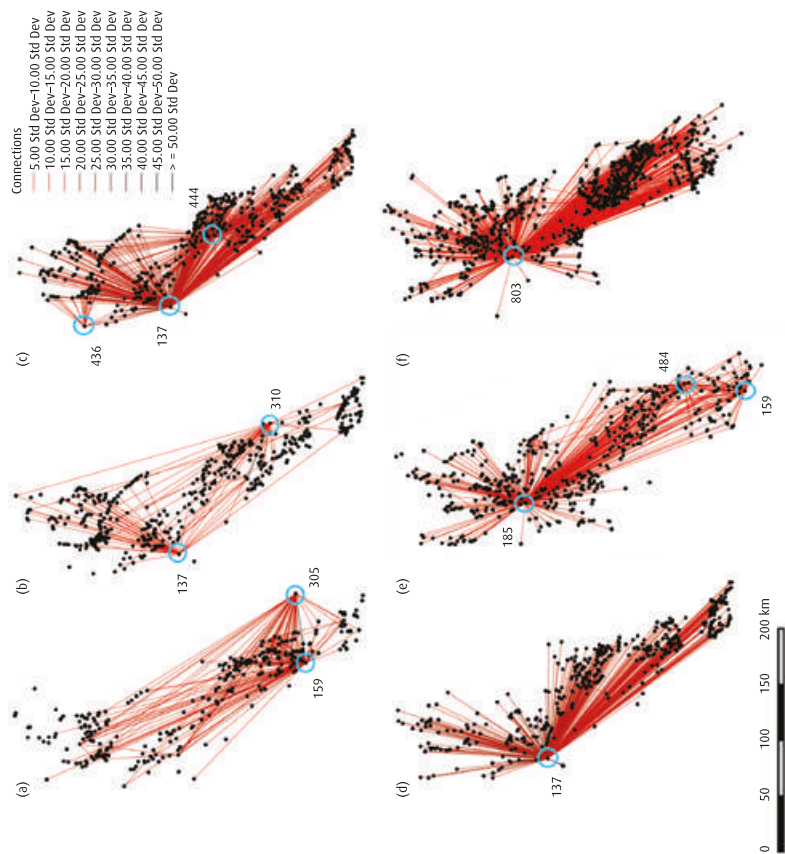 Connections
5.00 Std Dev–10.00 Std Dev
10.00 Std Dev–15.00 Std Dev
15.00 Std Dev–20.00 Std Dev
20.00 Std Dev–25.00 Std Dev
25.00 Std Dev–30.00 Std Dev
30.00 Std Dev–35.00 Std Dev
35.00 Std Dev–40.00 Std Dev
40.00 Std Dev–45.00 Std Dev
45.00 Std Dev–50.00 Std Dev
> = 50.00 Std Dev
(a)
159
305
(b)
137
310
(c)
436
137
444
(d)
137
(e)
185
484
159
(f)
803
0 50 100 150 200 km